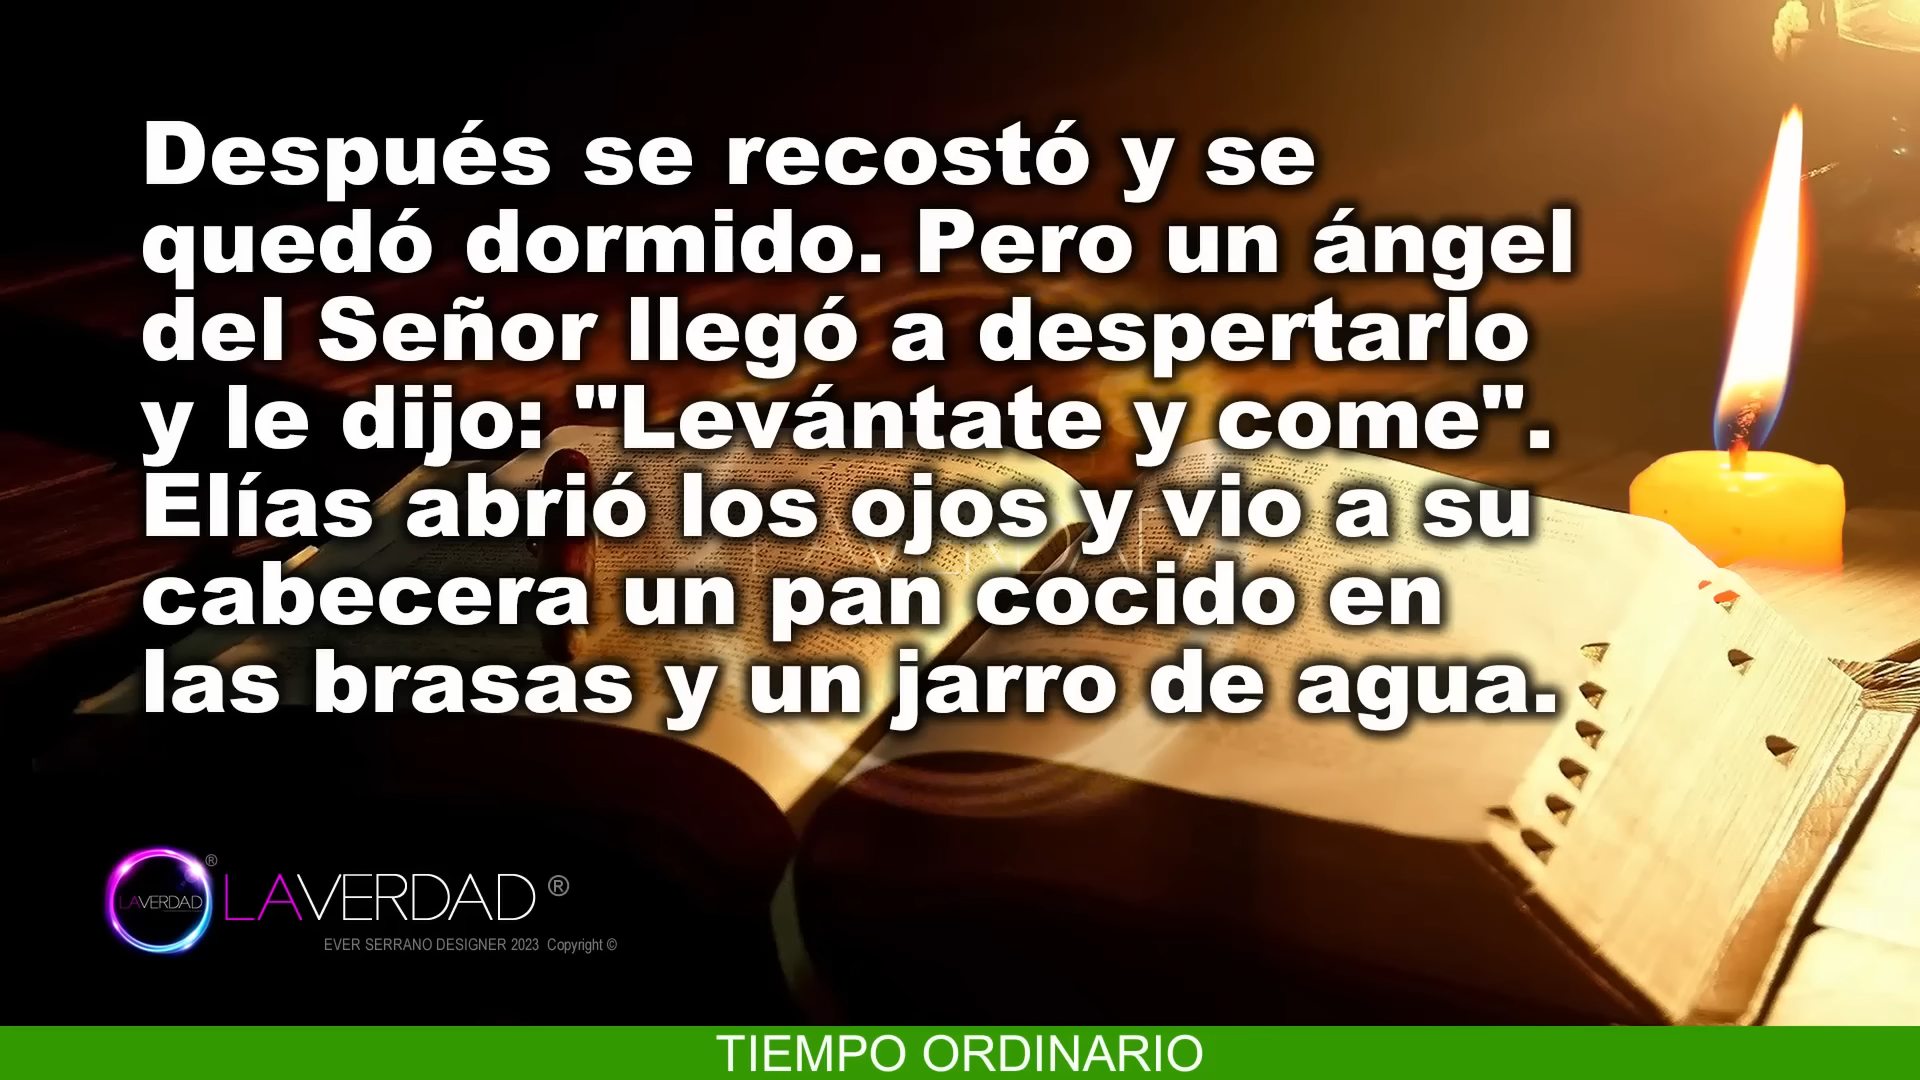 Después se recostó y se
quedó dormido. Pero un ángel
del Señor llegó a despertarlo
y le dijo: "Levántate y come".
Elías abrió los ojos y vio a su
cabecera un pan cocido en
las brasas y un jarro de agua.
LAVERDAD ®
LAVERDAD ®
EVER SERRANO DESIGNER 2023 Copyright ©
TIEMPO ORDINARIO